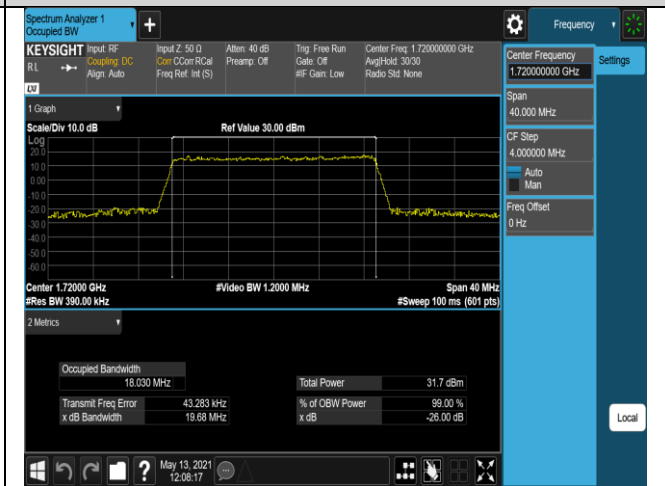 Spectrum Analyzer 1
Occupied BW
+
Frequency
KEYSIGHT
RL
LXI
Input: RF
Coupling: DC
Align: Auto
Input Z: 50 Ω
Corr CCorr RCal
Freq Ref: Int (S)
Atten: 40 dB
Preamp: Off
Trig: Free Run
Gate: Off
#IF Gain: Low
Center Freq: 1.720000000 GHz
Avg|Hold: 30/30
Radio Std: None
1 Graph
Scale/Div 10.0 dB
Ref Value 30.00 dBm
Log
20.0
10.0
0.00
-10.0
-20.0
-30.0
-40.0
-50.0
-60.0
Center 1.72000 GHz
#Video BW 1.2000 MHz
Span 40 MHz
#Res BW 390.00 kHz
#Sweep 100 ms (601 pts)
2 Metrics
Occupied Bandwidth
18.030 MHz
Total Power 31.7 dBm
Transmit Freq Error 43.283 kHz
% of OBW Power 99.00 %
x dB Bandwidth 19.68 MHz
x dB -26.00 dB
Center Frequency
1.720000000 GHz
Settings
Span
40.000 MHz
CF Step
4.000000 MHz
Auto
Man
Freq Offset
0 Hz
Local
?
May 13, 2021
12:08:17